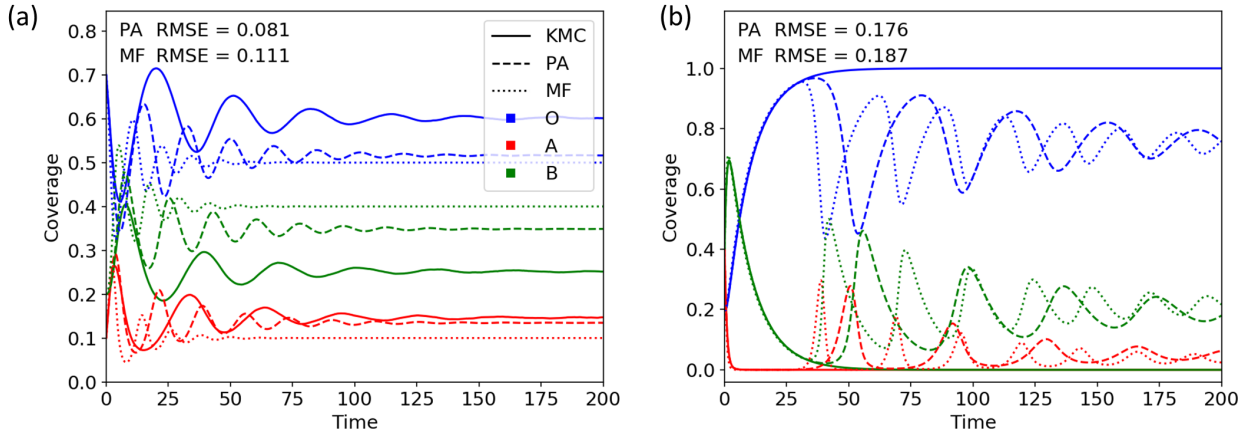 (a)
PA RMSE = 0.081
MF RMSE = 0.111
KMC
PA
MF
O
A
B
0.8
0.7
0.6
0.5
0.4
0.3
0.2
0.1
0.0
Coverage
0 25 50 75 100 125 150 175 200
Time
(b)
PA RMSE = 0.176
MF RMSE = 0.187
1.0
0.8
0.6
0.4
0.2
0.0
Coverage
0 25 50 75 100 125 150 175 200
Time